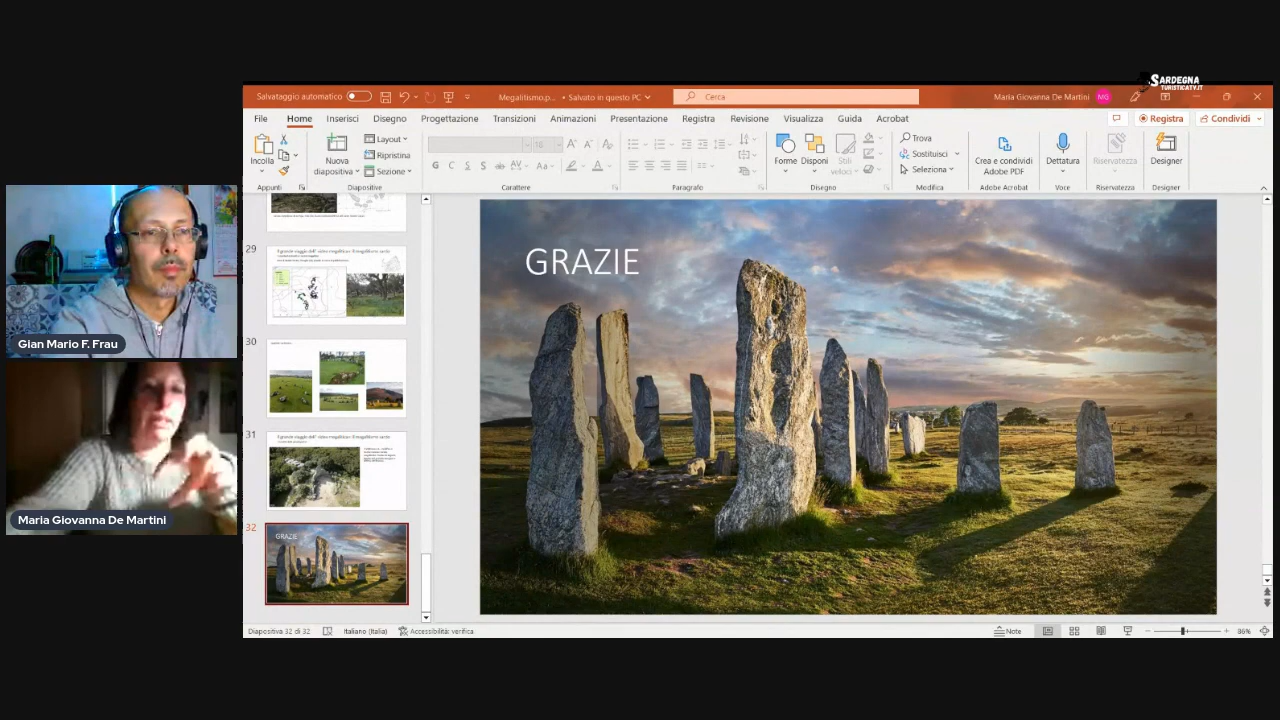 SARDEGNA
TURISTICATV.IT
Salvataggio automatico
Megalitismo.p... • Salvato in questo PC
Cerca
Maria Giovanna De Martini
MG
File Home Inserisci Disegno Progettazione Transizioni Animazioni Presentazione Registra Revisione Visualizza Guida Acrobat
Registra
Condividi
Incolla
Appunti
Nuova
diapositiva
Layout
Ripristina
Sezione
Diapositive
G C S
Carattere
Paragrafo
Forme
Disponi
Stili
veloci
Disegno
Trova
Sostituisci
Seleziona
Modifica
Crea e condividi
Adobe PDF
Adobe Acrobat
Dettatura
Voce
Riservatezza
Riservatezza
Designer
Designer
29
30
31
32
GRAZIE
GRAZIE
Gian Mario F. Frau
Maria Giovanna De Martini
Diapositiva 32 di 32
Italiano (Italia)
Accessibilità: verifica
Note
86%